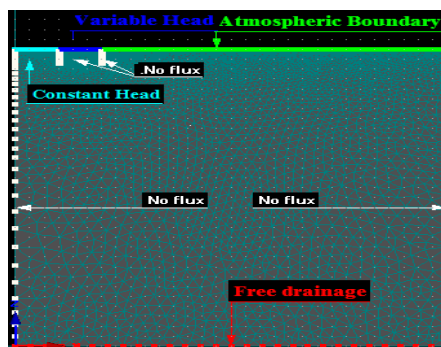 Variable Head
Atmospheric Boundary
.No flux
Constant Head
No flux
No flux
Free drainage